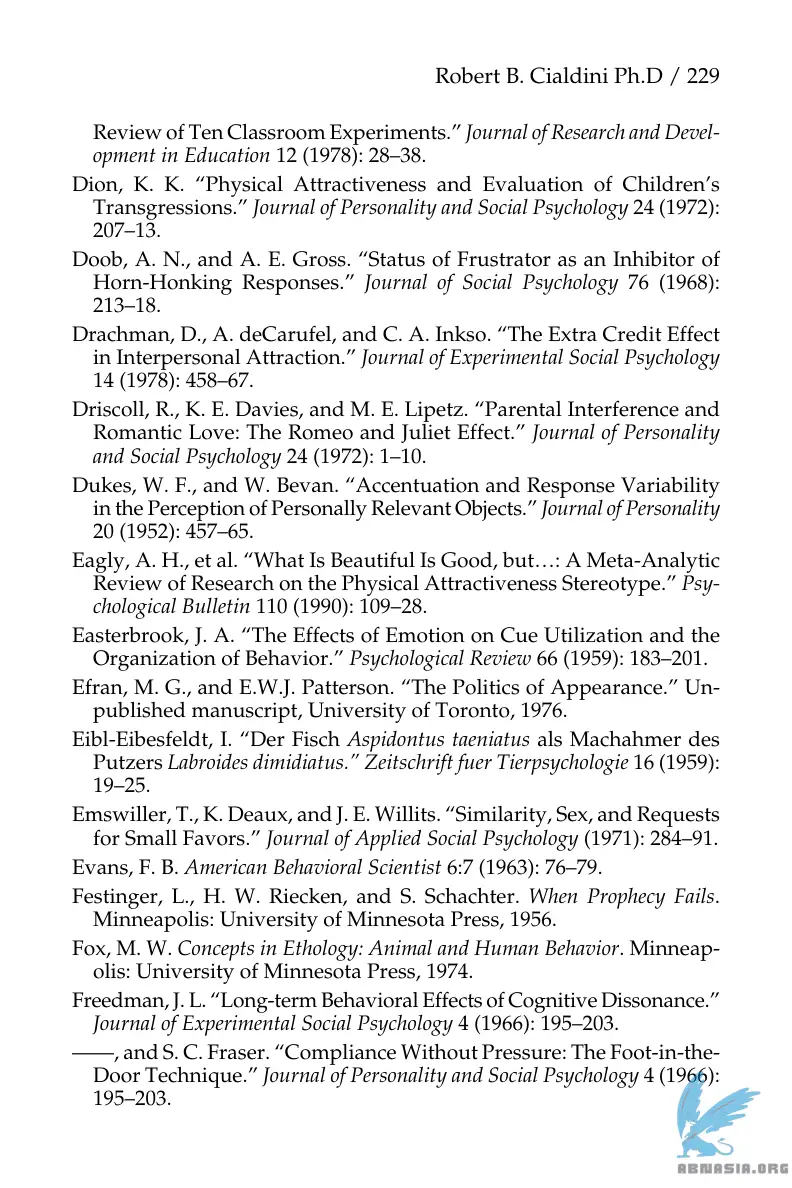 Robert B. Cialdini Ph.D / 229
Review of Ten Classroom Experiments.” Journal of Research and Devel-
opment in Education 12 (1978): 28–38.
Dion, K. K. “Physical Attractiveness and Evaluation of Children’s
Transgressions.” Journal of Personality and Social Psychology 24 (1972):
207–13.
Doob, A. N., and A. E. Gross. “Status of Frustrator as an Inhibitor of
Horn-Honking Responses.” Journal of Social Psychology 76 (1968):
213–18.
Drachman, D., A. deCarufel, and C. A. Inkso. “The Extra Credit Effect
in Interpersonal Attraction.” Journal of Experimental Social Psychology
14 (1978): 458–67.
Driscoll, R., K. E. Davies, and M. E. Lipetz. “Parental Interference and
Romantic Love: The Romeo and Juliet Effect.” Journal of Personality
and Social Psychology 24 (1972): 1–10.
Dukes, W. F., and W. Bevan. “Accentuation and Response Variability
in the Perception of Personally Relevant Objects.” Journal of Personality
20 (1952): 457–65.
Eagly, A. H., et al. “What Is Beautiful Is Good, but…: A Meta-Analytic
Review of Research on the Physical Attractiveness Stereotype.” Psy-
chological Bulletin 110 (1990): 109–28.
Easterbrook, J. A. “The Effects of Emotion on Cue Utilization and the
Organization of Behavior.” Psychological Review 66 (1959): 183–201.
Efran, M. G., and E.W.J. Patterson. “The Politics of Appearance.” Un-
published manuscript, University of Toronto, 1976.
Eibl-Eibesfeldt, I. “Der Fisch Aspidontus taeniatus als Machahmer des
Putzers Labroides dimidiatus.” Zeitschrift fuer Tierpsychologie 16 (1959):
19–25.
Emswiller, T., K. Deaux, and J. E. Willits. “Similarity, Sex, and Requests
for Small Favors.” Journal of Applied Social Psychology (1971): 284–91.
Evans, F. B. American Behavioral Scientist 6:7 (1963): 76–79.
Festinger, L., H. W. Riecken, and S. Schachter. When Prophecy Fails.
Minneapolis: University of Minnesota Press, 1956.
Fox, M. W. Concepts in Ethology: Animal and Human Behavior. Minneap-
olis: University of Minnesota Press, 1974.
Freedman, J. L. “Long-term Behavioral Effects of Cognitive Dissonance.”
Journal of Experimental Social Psychology 4 (1966): 195–203.
——, and S. C. Fraser. “Compliance Without Pressure: The Foot-in-the-
Door Technique.” Journal of Personality and Social Psychology 4 (1966):
195–203.
ABNASIA.ORG